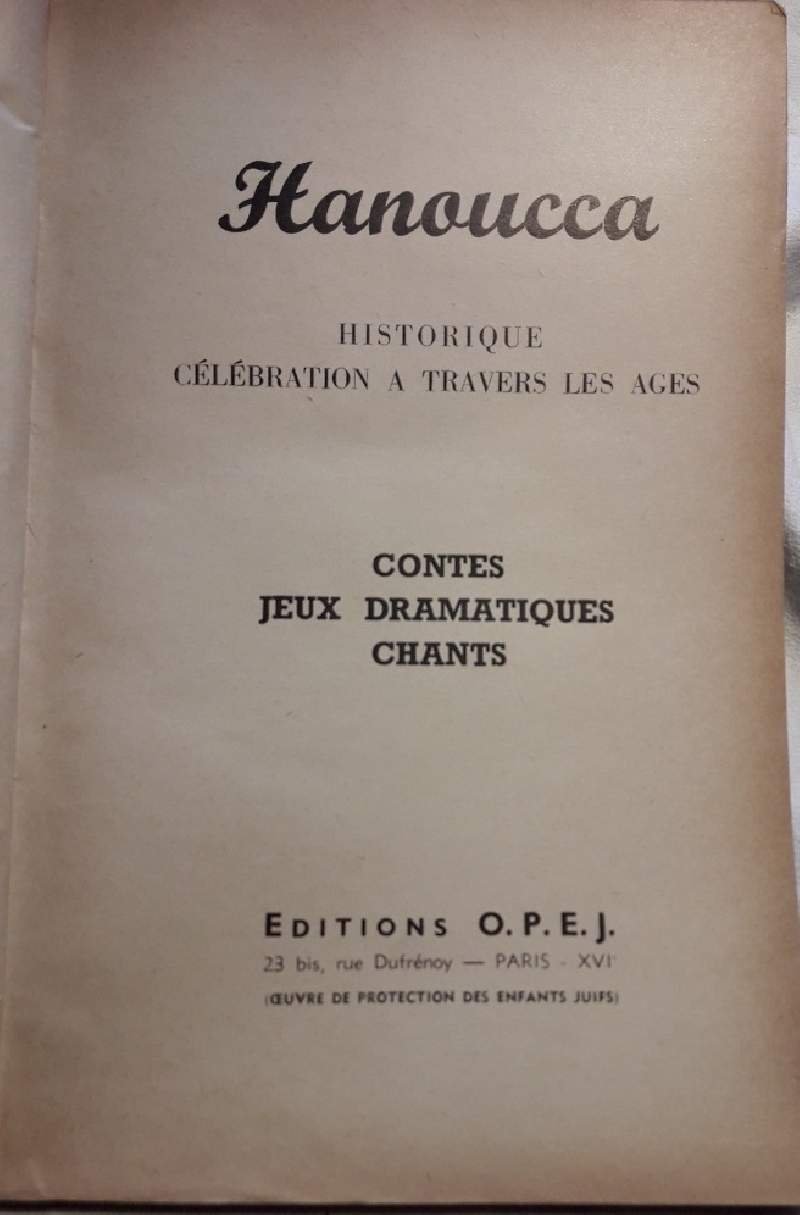 Hanoucca
HISTORIQUE
CÉLÉBRATION A TRAVERS LES AGES
CONTES
JEUX DRAMATIQUES
CHANTS
EDITIONS O.P.E.J.
23 bis, rue Dufrénoy — PARIS - XVIᵉ
(ŒUVRE DE PROTECTION DES ENFANTS JUIFS)